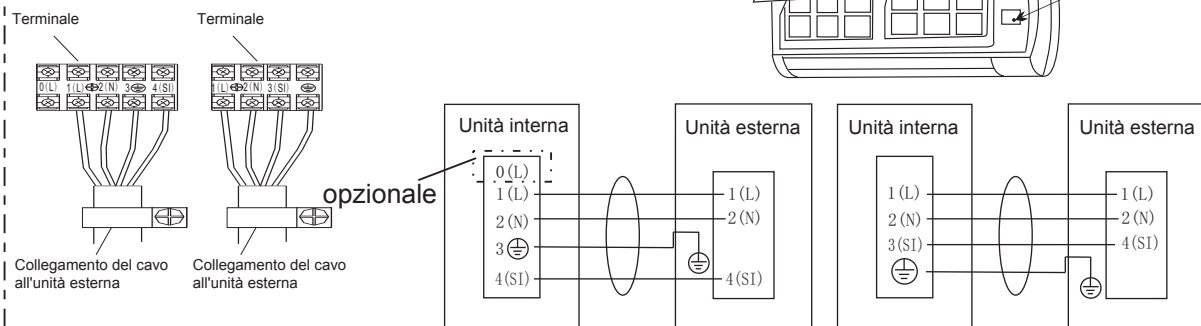 Terminale
Terminale
0(L) 1(L) 2(N) 3 4(SI)
1(L) 2(N) 3(SI)
Collegamento del cavo
all'unità esterna
Collegamento del cavo
all'unità esterna
opzionale
Unità interna
0(L)
1(L)
2(N)
3
4(SI)
Unità esterna
1(L)
2(N)
4(SI)
Unità interna
1(L)
2(N)
3(SI)
Unità esterna
1(L)
2(N)
4(SI)